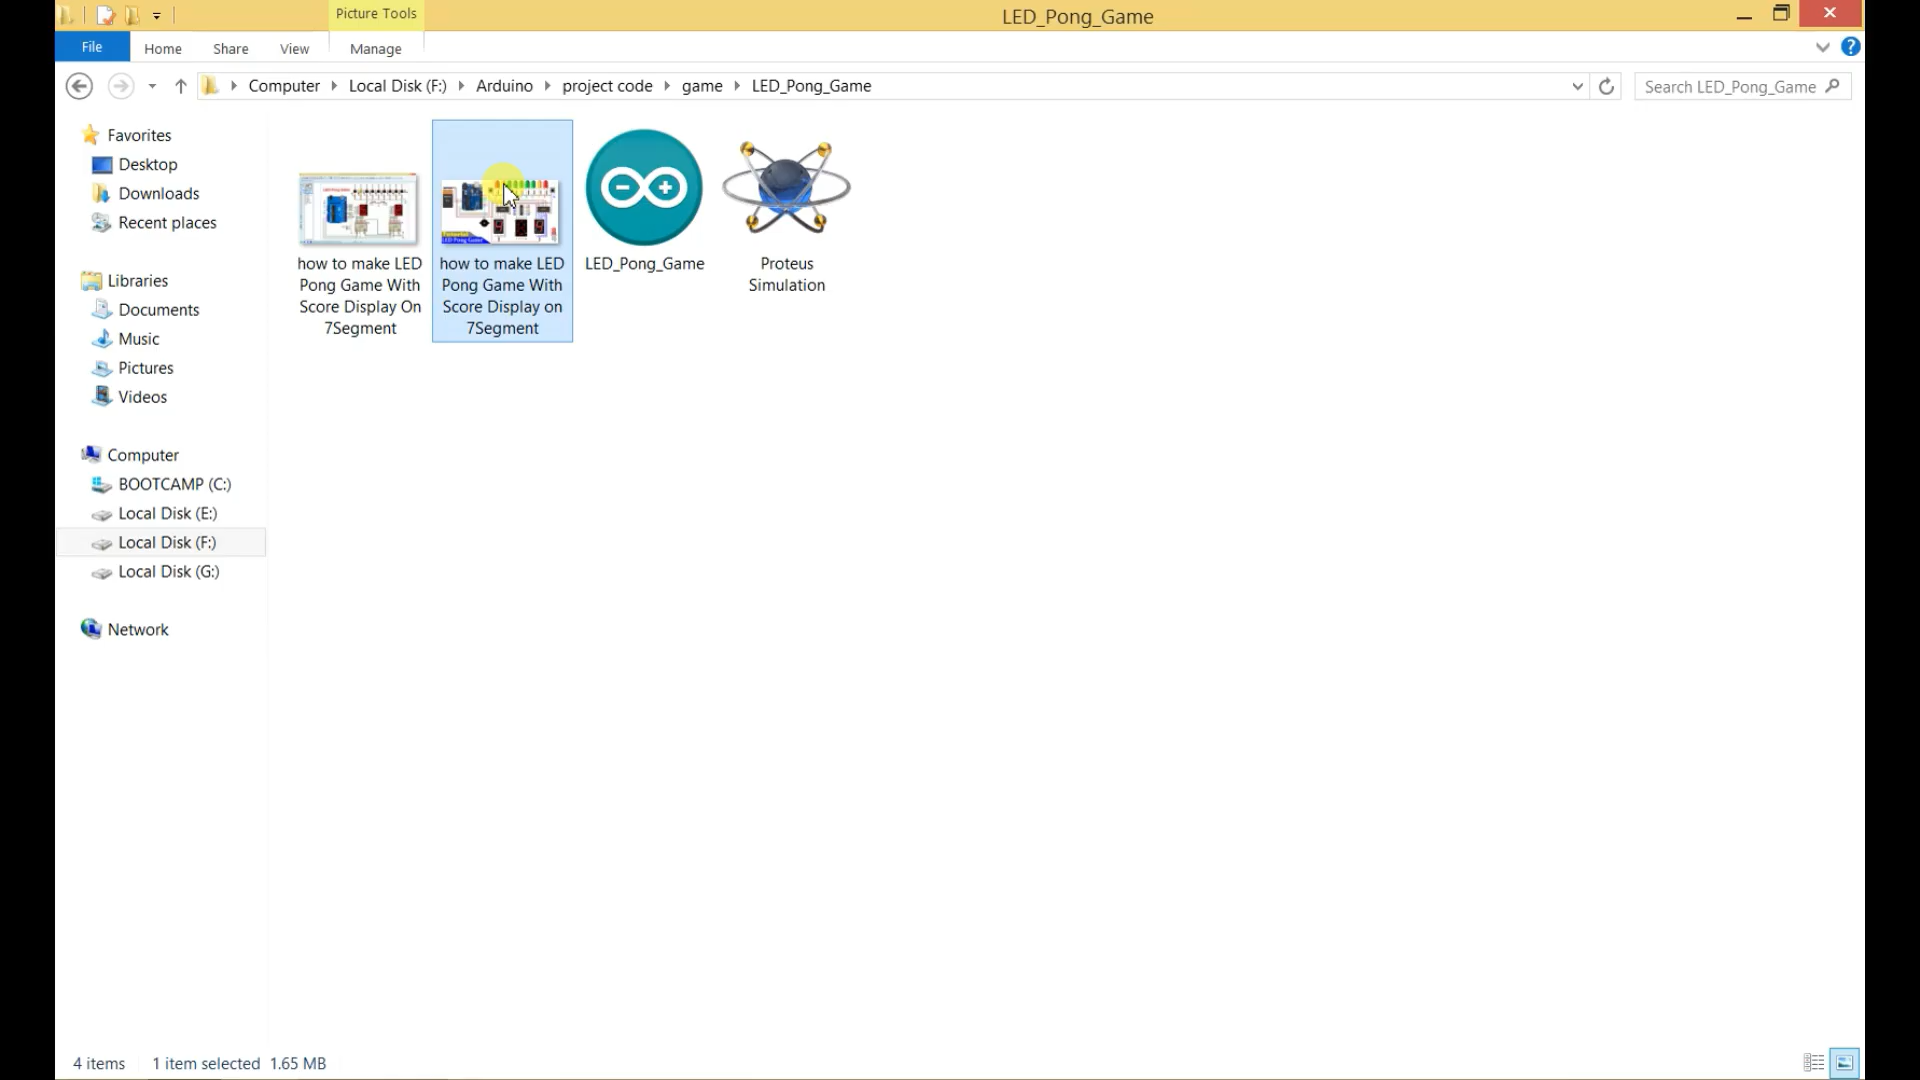 Picture Tools
LED_Pong_Game
File
Home
Share
View
Manage
Computer
Local Disk (F:)
Arduino
project code
game
LED_Pong_Game
Search LED_Pong_Game
Favorites
Desktop
Downloads
Recent places
Libraries
Documents
Music
Pictures
Videos
Computer
BOOTCAMP (C:)
Local Disk (E:)
Local Disk (F:)
Local Disk (G:)
Network
how to make LED
Pong Game With
Score Display On
7Segment
how to make LED
Pong Game With
Score Display on
7Segment
LED_Pong_Game
Proteus
Simulation
4 items
1 item selected 1.65 MB